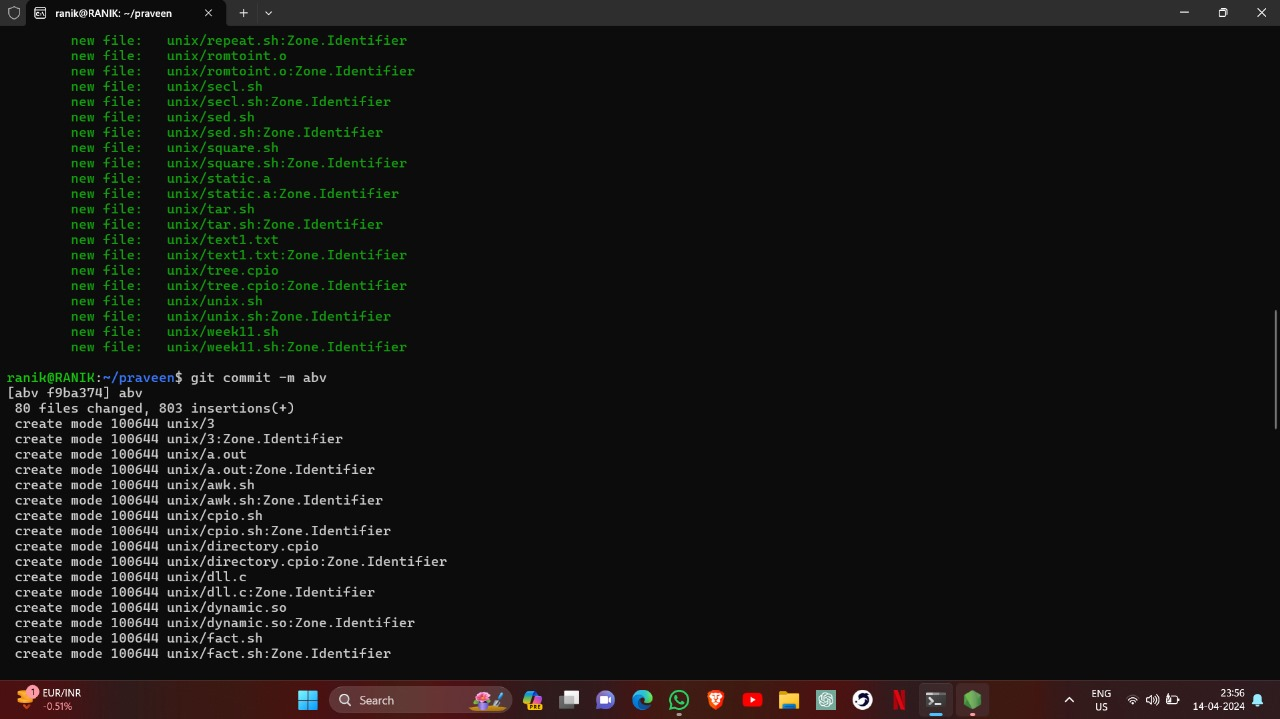 ranik@RANIK: ~/praveen
new file:   unix/repeat.sh:Zone.Identifier
new file:   unix/romtoint.o
new file:   unix/romtoint.o:Zone.Identifier
new file:   unix/secl.sh
new file:   unix/secl.sh:Zone.Identifier
new file:   unix/sed.sh
new file:   unix/sed.sh:Zone.Identifier
new file:   unix/square.sh
new file:   unix/square.sh:Zone.Identifier
new file:   unix/static.a
new file:   unix/static.a:Zone.Identifier
new file:   unix/tar.sh
new file:   unix/tar.sh:Zone.Identifier
new file:   unix/text1.txt
new file:   unix/text1.txt:Zone.Identifier
new file:   unix/tree.cpio
new file:   unix/tree.cpio:Zone.Identifier
new file:   unix/unix.sh
new file:   unix/unix.sh:Zone.Identifier
new file:   unix/week11.sh
new file:   unix/week11.sh:Zone.Identifier
ranik@RANIK:~/praveen$ git commit -m abv
[abv f9ba374] abv
80 files changed, 803 insertions(+)
create mode 100644 unix/3
create mode 100644 unix/3:Zone.Identifier
create mode 100644 unix/a.out
create mode 100644 unix/a.out:Zone.Identifier
create mode 100644 unix/awk.sh
create mode 100644 unix/awk.sh:Zone.Identifier
create mode 100644 unix/cpio.sh
create mode 100644 unix/cpio.sh:Zone.Identifier
create mode 100644 unix/directory.cpio
create mode 100644 unix/directory.cpio:Zone.Identifier
create mode 100644 unix/dll.c
create mode 100644 unix/dll.c:Zone.Identifier
create mode 100644 unix/dynamic.so
create mode 100644 unix/dynamic.so:Zone.Identifier
create mode 100644 unix/fact.sh
create mode 100644 unix/fact.sh:Zone.Identifier
1
EUR/INR
-0.51%
Search
PRE
ENG
US
23:56
14-04-2024